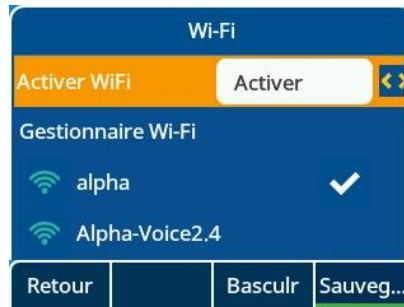 Wi-Fi
Activer WiFi Activer
Gestionnaire Wi-Fi
alpha
Alpha-Voice2.4
Retour Basculr Sauveg...